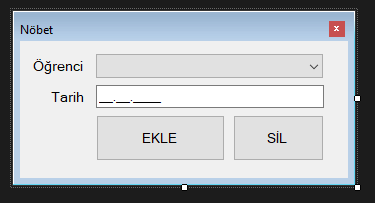 Nöbet
Öğrenci
Tarih __.__.____
EKLE SİL